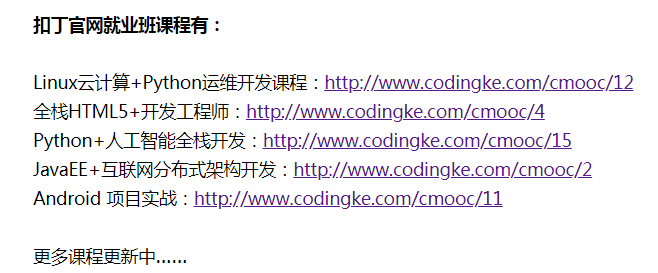 扣丁官网就业班课程有：
Linux云计算+Python运维开发课程：http://www.codingke.com/cmooc/12
全栈HTML5+开发工程师：http://www.codingke.com/cmooc/4
Python+人工智能全栈开发：http://www.codingke.com/cmooc/15
JavaEE+互联网分布式架构开发：http://www.codingke.com/cmooc/2
Android 项目实战：http://www.codingke.com/cmooc/11
更多课程更新中......